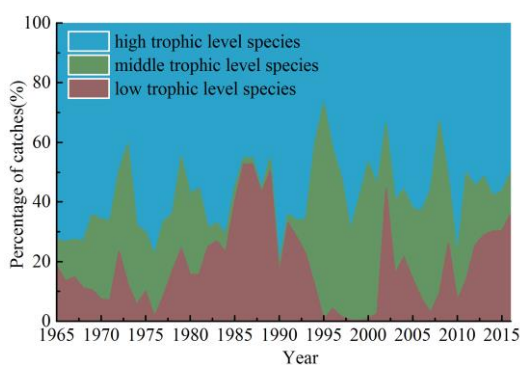 100
80
60
40
20
0
Percentage of catches(%)
high trophic level species
middle trophic level species
low trophic level species
1965 1970 1975 1980 1985 1990 1995 2000 2005 2010 2015
Year